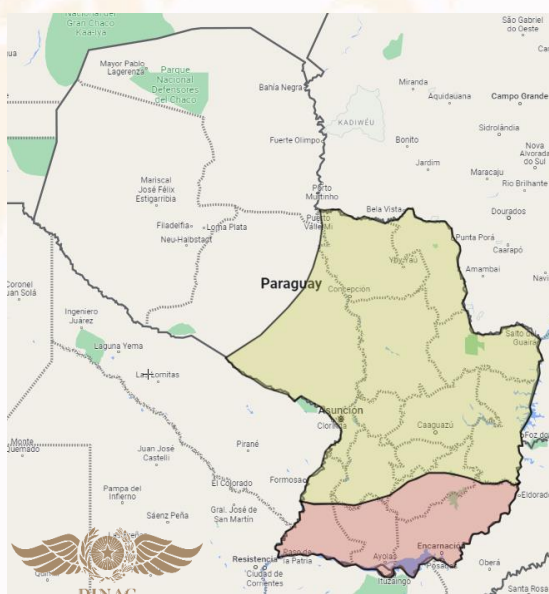 Nacional del
Gran Chaco
Kaa-Iya
São Gabriel
do Oeste
Mayor Pablo
Lagerenza
Parque
Nacional
Defensores
del Chaco
Bahía Negra
Miranda
Aquidauana
Campo Grande
KADIWÉU
Sidrolândia
Fuerte Olimpo
Bonito
Nova
Alvorada
do Sul
Jardim
Maracaju
Rio Brilhante
Mariscal
José Félix
Estigarribia
Porto
Murtinho
Bela Vista
Dourados
Filadelfia
Loma Plata
Neu-Halbstadt
Puerto
Valle Mi
Punta Porá
Caarapó
Yby Yaú
Amambai
Paraguay
Concepción
Coronel
Juan Solá
Ingeniero
Juárez
Salto del
Guairá
Laguna Yema
Las Lomitas
Asunción
Clorinda
Caaguazú
Foz do
Pirané
Juan José
Castelli
Monte
Quemado
Formosa
El Colorado
Eldorado
Pampa del
Infierno
Gral. José de
San Martín
Sáenz Peña
Encarnación
Resistencia
Paso de
la Patria
Ayolas
Posadas
Oberá
Ciudad de
Corrientes
Ituzaingó
Santa Rosa
DINAC